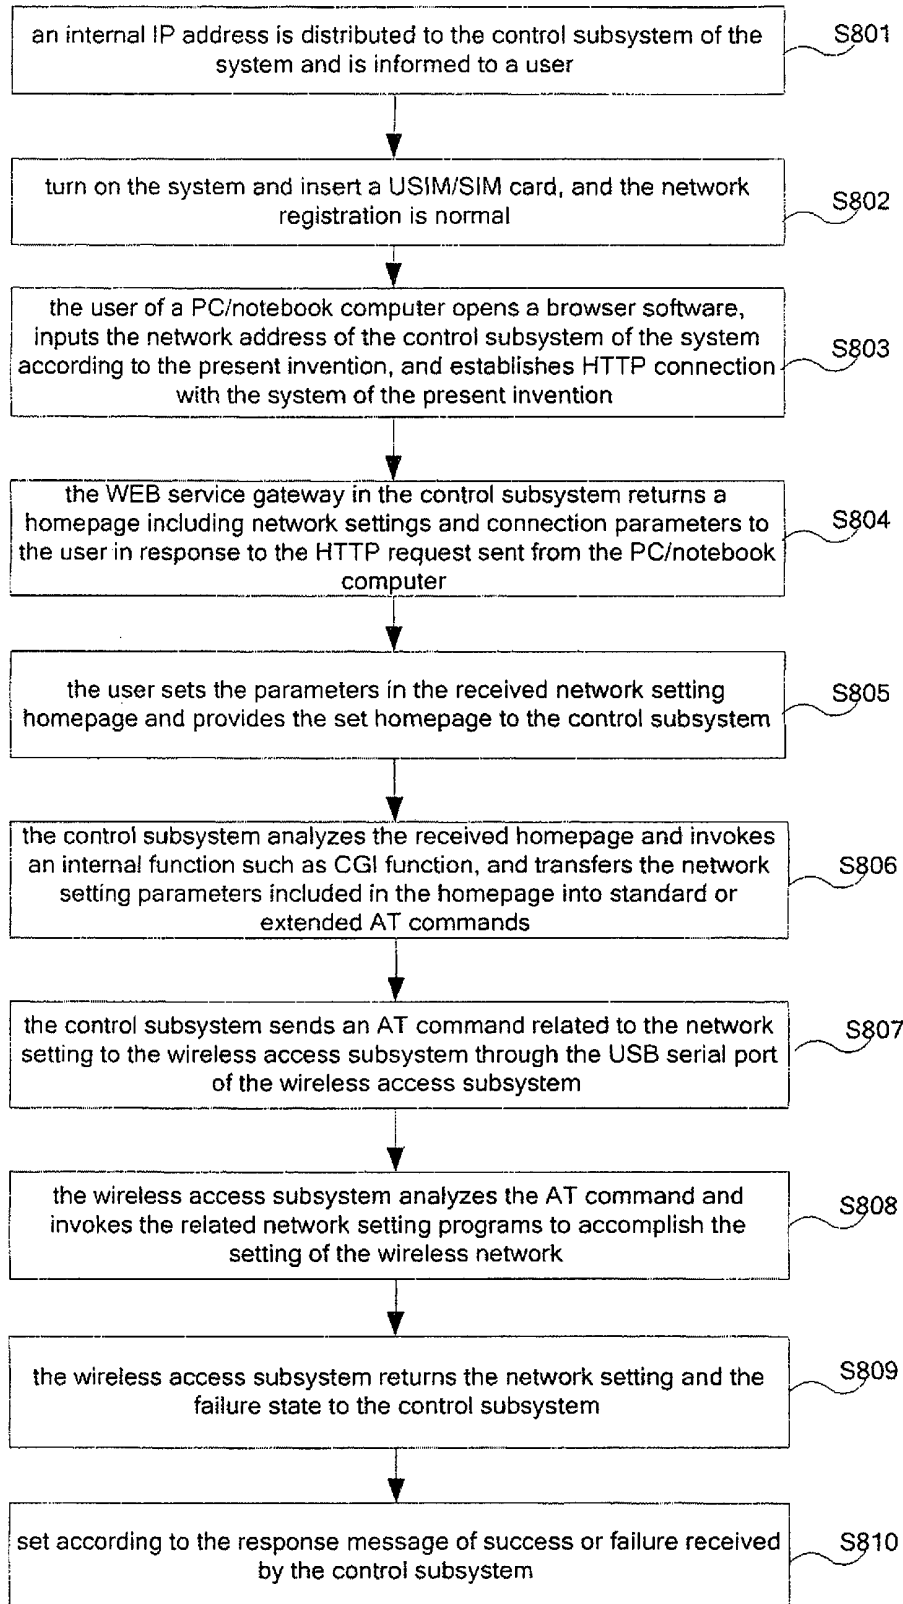 an internal IP address is distributed to the control subsystem of the
system and is informed to a user
S801
turn on the system and insert a USIM/SIM card, and the network
registration is normal
S802
the user of a PC/notebook computer opens a browser software,
inputs the network address of the control subsystem of the system
according to the present invention, and establishes HTTP connection
with the system of the present invention
S803
the WEB service gateway in the control subsystem returns a
homepage including network settings and connection parameters to
the user in response to the HTTP request sent from the PC/notebook
computer
S804
the user sets the parameters in the received network setting
homepage and provides the set homepage to the control subsystem
S805
the control subsystem analyzes the received homepage and invokes
an internal function such as CGI function, and transfers the network
setting parameters included in the homepage into standard or
extended AT commands
S806
the control subsystem sends an AT command related to the network
setting to the wireless access subsystem through the USB serial port
of the wireless access subsystem
S807
the wireless access subsystem analyzes the AT command and
invokes the related network setting programs to accomplish the
setting of the wireless network
S808
the wireless access subsystem returns the network setting and the
failure state to the control subsystem
S809
set according to the response message of success or failure received
by the control subsystem
S810